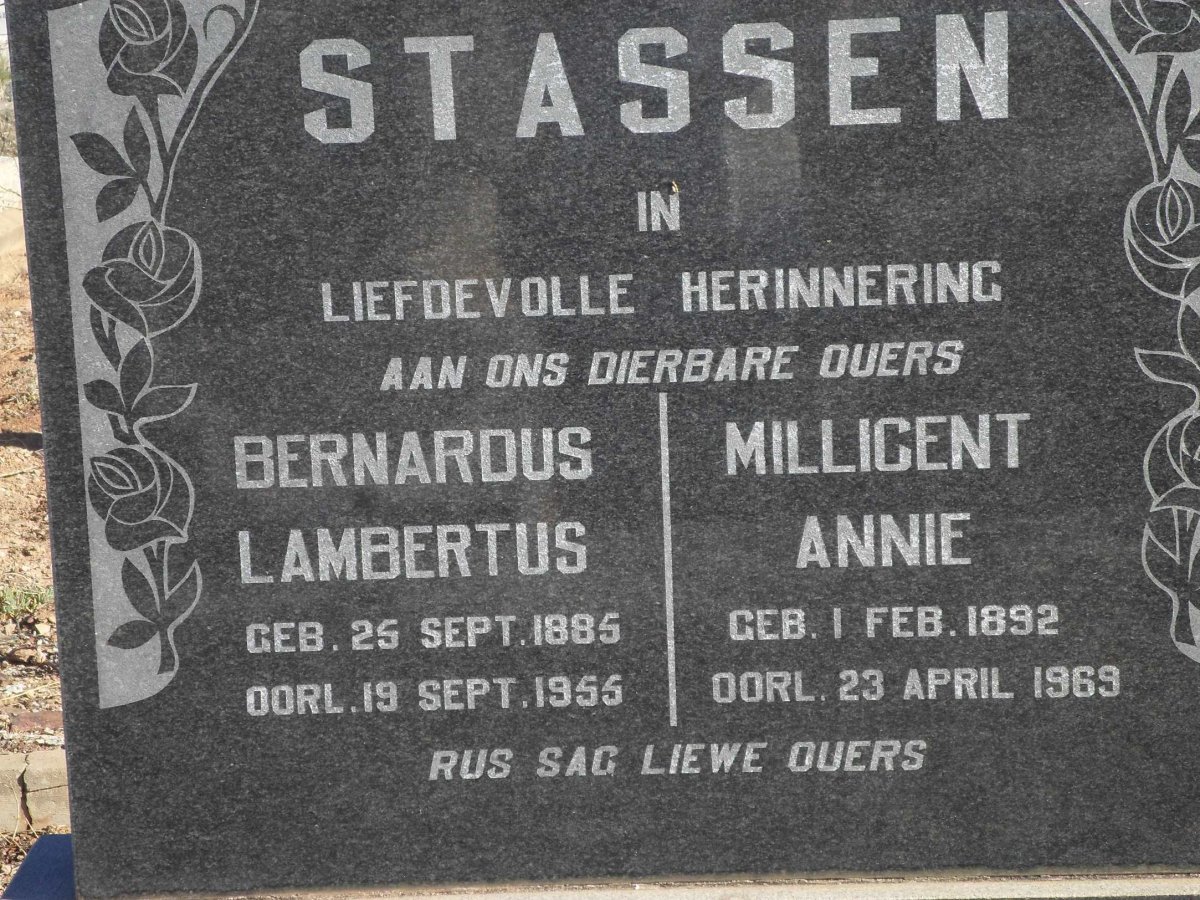 STASSEN
IN
LIEFDEVOLLE HERINNERING
AAN ONS DIERBARE OUERS
BERNARDUS
LAMBERTUS
GEB. 25 SEPT. 1885
OORL. 19 SEPT. 1955
MILLICENT
ANNIE
GEB. 1 FEB. 1892
OORL. 23 APRIL 1969
RUS SAG LIEWE OUERS